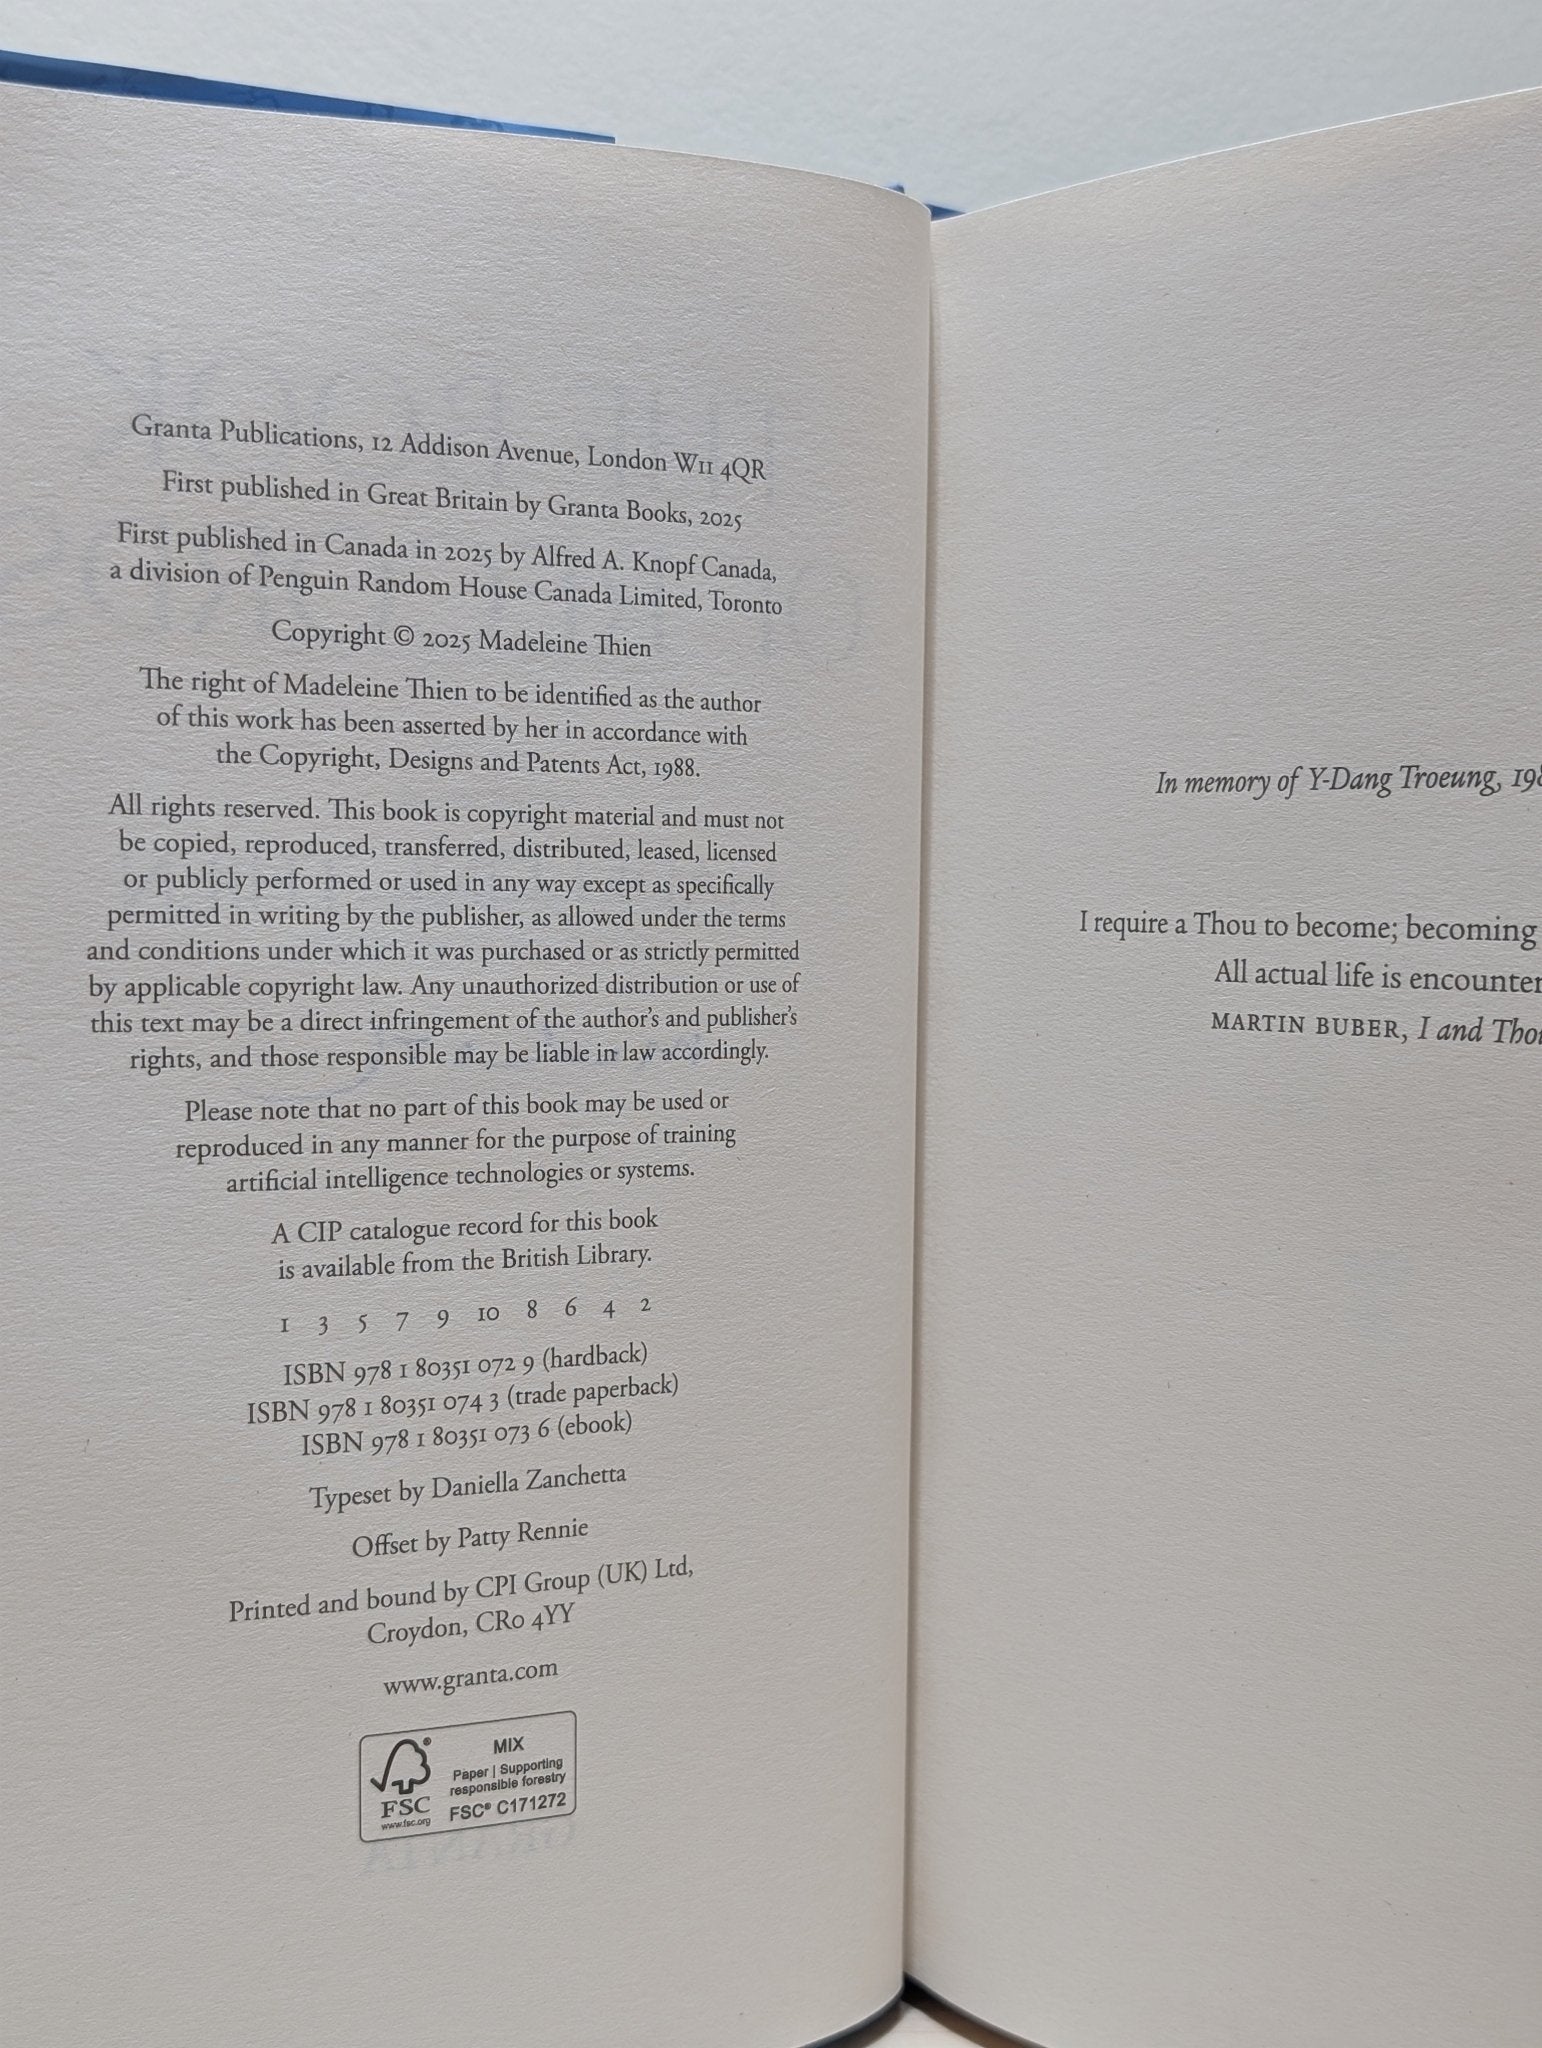 Granta Publications, 12 Addison Avenue, London W11 4QR
First published in Great Britain by Granta Books, 2025
First published in Canada in 2025 by Alfred A. Knopf Canada,
a division of Penguin Random House Canada Limited, Toronto
Copyright © 2025 Madeleine Thien
The right of Madeleine Thien to be identified as the author
of this work has been asserted by her in accordance with
the Copyright, Designs and Patents Act, 1988.
All rights reserved. This book is copyright material and must not
be copied, reproduced, transferred, distributed, leased, licensed
or publicly performed or used in any way except as specifically
permitted in writing by the publisher, as allowed under the terms
and conditions under which it was purchased or as strictly permitted
by applicable copyright law. Any unauthorized distribution or use of
this text may be a direct infringement of the author's and publisher's
rights, and those responsible may be liable in law accordingly.
Please note that no part of this book may be used or
reproduced in any manner for the purpose of training
artificial intelligence technologies or systems.
A CIP catalogue record for this book
is available from the British Library.
1 3 5 7 9 10 8 6 4 2
ISBN 978 1 80351 072 9 (hardback)
ISBN 978 1 80351 074 3 (trade paperback)
ISBN 978 1 80351 073 6 (ebook)
Typeset by Daniella Zanchetta
Offset by Patty Rennie
Printed and bound by CPI Group (UK) Ltd,
Croydon, CR0 4YY
www.granta.com
FSC
www.fsc.org
MIX
Paper | Supporting
responsible forestry
FSC® C171272
In memory of Y-Dang Troeung,
I require a Thou to become; becoming
All actual life is encounter
MARTIN BUBER, I and